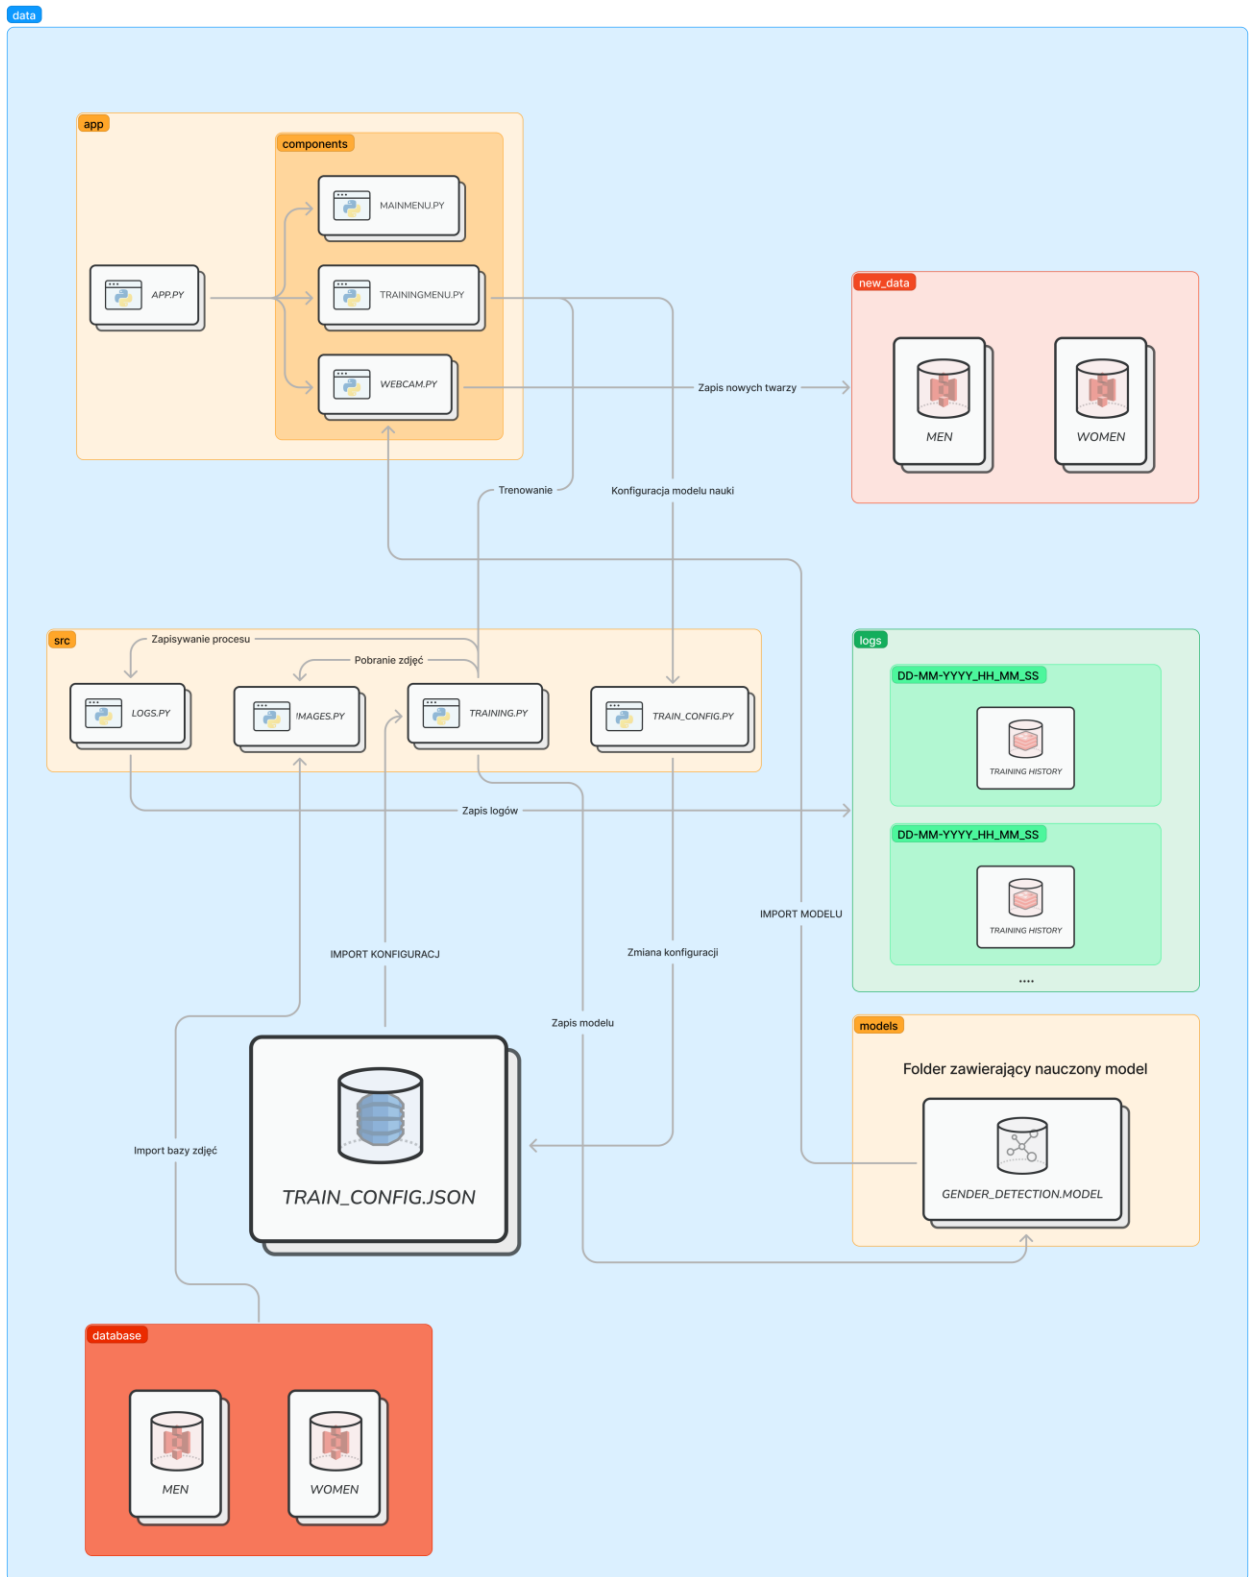 data
app
components
MAINMENU.PY
APP.PY
TRAININGMENU.PY
WEBCAM.PY
Zapis nowych twarzy
new_data
MEN
WOMEN
Trenowanie
Konfiguracja modelu nauki
src
Zapisywanie procesu
Pobranie zdjęć
LOGS.PY
IMAGES.PY
TRAINING.PY
TRAIN_CONFIG.PY
Zapis logów
logs
DD-MM-YYYY_HH_MM_SS
TRAINING HISTORY
DD-MM-YYYY_HH_MM_SS
TRAINING HISTORY
....
IMPORT MODELU
IMPORT KONFIGURACJ
Zmiana konfiguracji
Zapis modelu
models
Folder zawierający nauczony model
GENDER_DETECTION.MODEL
Import bazy zdjęć
TRAIN_CONFIG.JSON
database
MEN
WOMEN